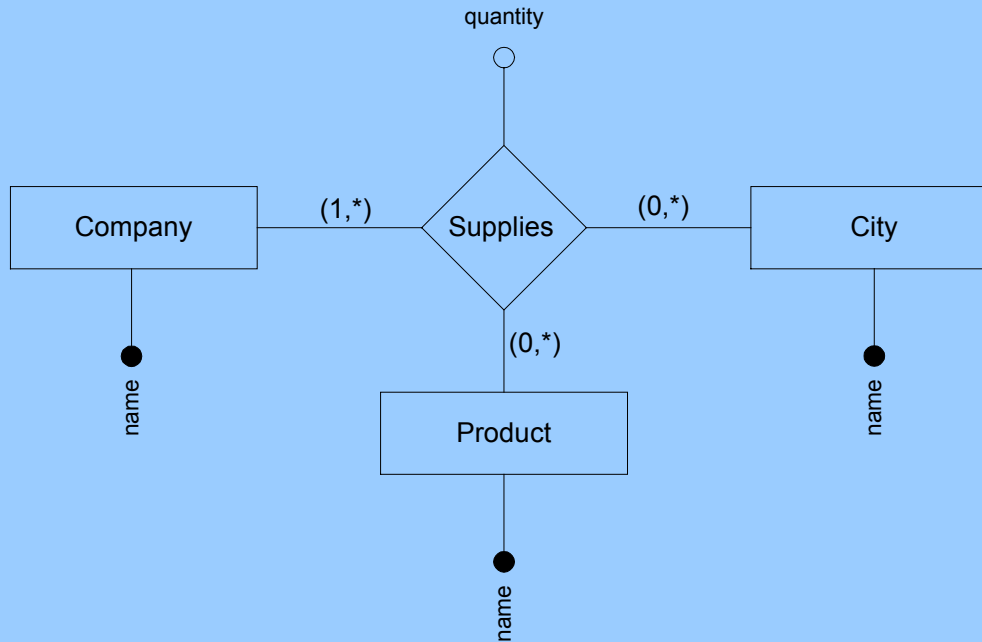 quantity
Company
(1,*)
Supplies
(0,*)
City
(0,*)
name
name
Product
name